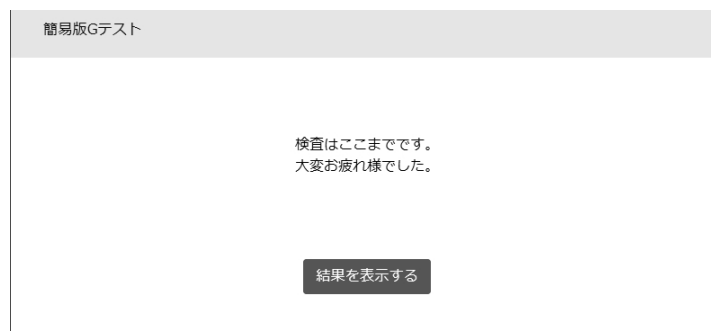 簡易版Gテスト
検査はここまでです。
大変お疲れ様でした。
結果を表示する